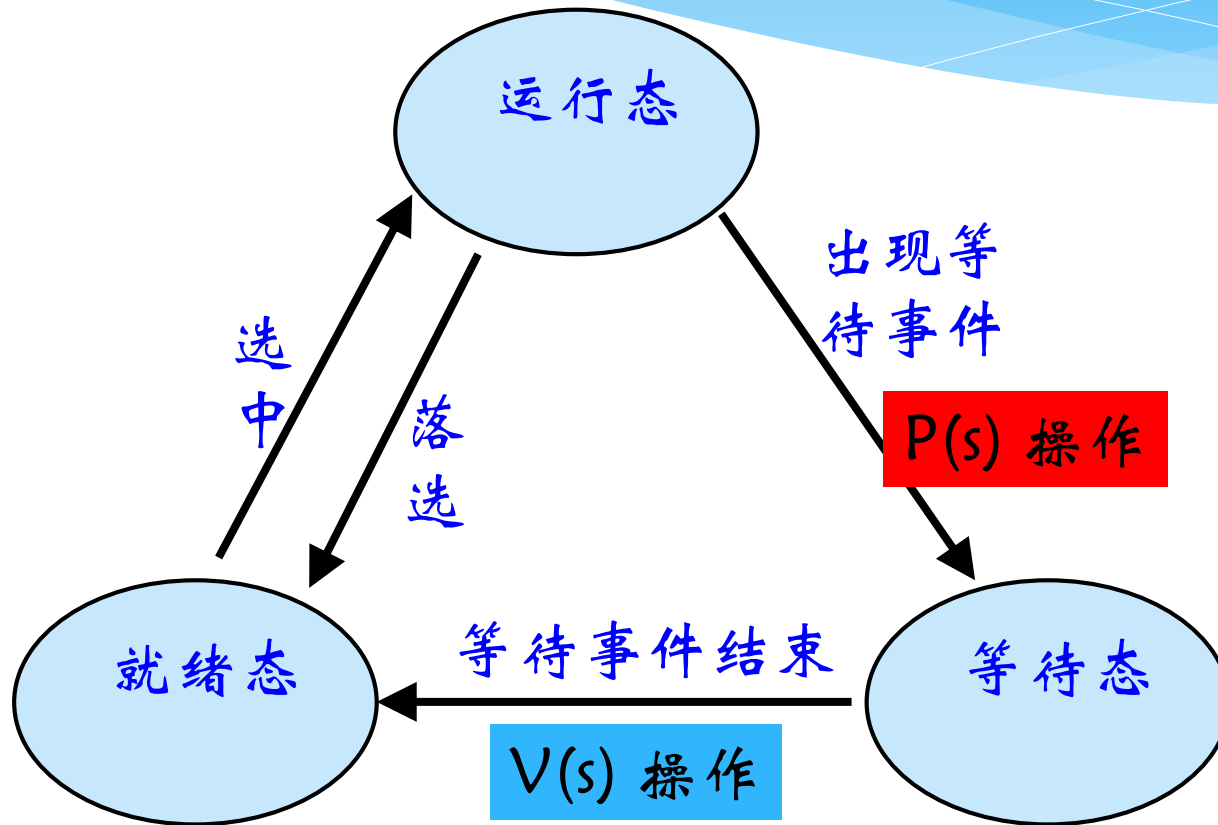 运行态
出现等
待事件
P(s) 操作
选
中
落
选
就绪态
等待事件结束
V(s) 操作
等待态